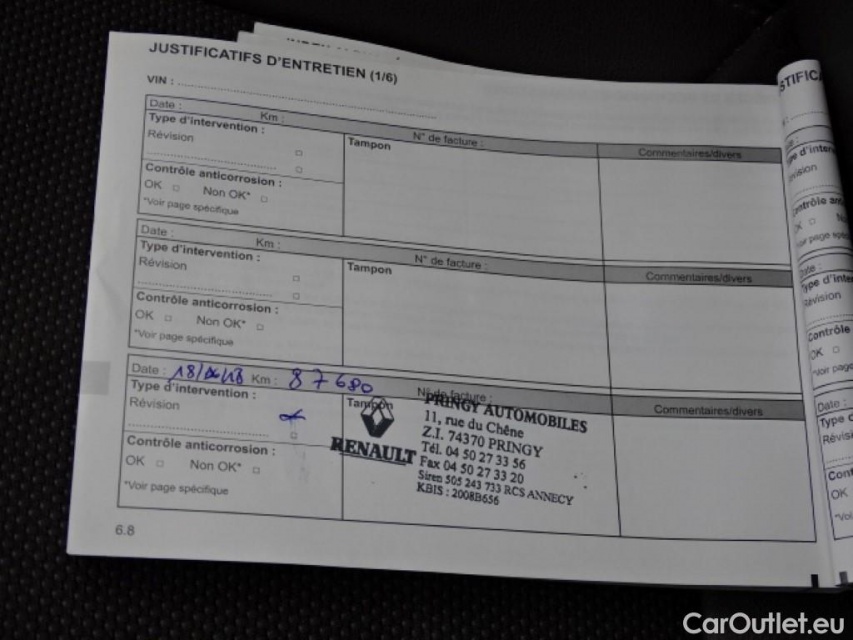 JUSTIFICATIFS D'ENTRETIEN (1/6)
VIN :
Date : Km : N° de facture : Commentaires/divers
Type d'intervention : Tampon
Révision
Contrôle anticorrosion :
OK □ Non OK* □
*Voir page spécifique
Date : Km : N° de facture : Commentaires/divers
Type d'intervention : Tampon
Révision
Contrôle anticorrosion :
OK □ Non OK* □
*Voir page spécifique
Date : 18/ /18 Km : 87680 N° de facture : Commentaires/divers
Type d'intervention : Tampon
Révision
Contrôle anticorrosion :
OK □ Non OK* □
*Voir page spécifique
RENAULT
PRINGY AUTOMOBILES
11, rue du Chêne
Z.I. 74370 PRINGY
Tél. 04 50 27 33 56
Fax 04 50 27 33 20
Siren 505 243 733 RCS ANNECY
KBIS : 2008B656
6.8
CarOutlet.eu